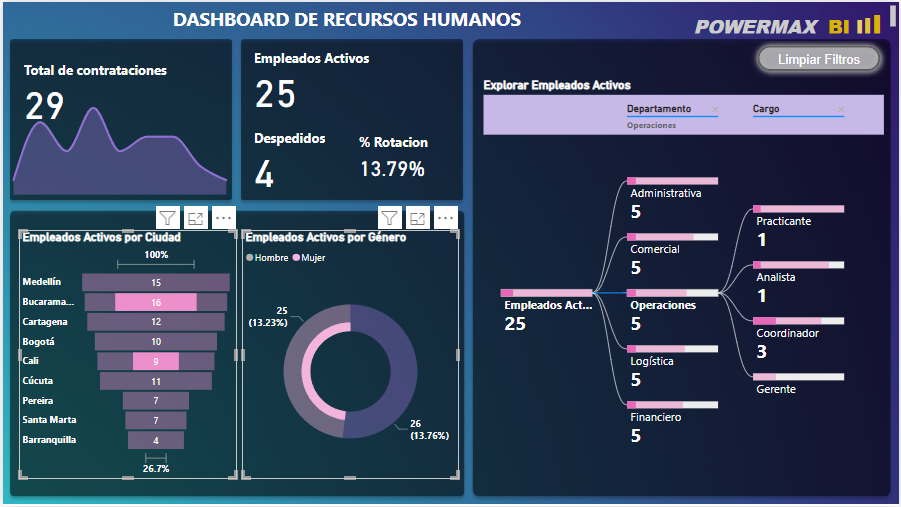 DASHBOARD DE RECURSOS HUMANOS
POWERMAX BI
Limpiar Filtros
Total de contrataciones
29
Empleados Activos
25
Despedidos
4
% Rotacion
13.79%
Explorar Empleados Activos
Departamento
Operaciones
Cargo
Empleados Act...
25
Administrativa
5
Comercial
5
Operaciones
5
Logística
5
Financiero
5
Practicante
1
Analista
1
Coordinador
3
Gerente
Empleados Activos por Ciudad
100%
Medellín 15
Bucarama... 16
Cartagena 12
Bogotá 10
Cali 9
Cúcuta 11
Pereira 7
Santa Marta 7
Barranquilla 4
26.7%
Empleados Activos por Género
Hombre Mujer
25
(13.23%)
26
(13.76%)